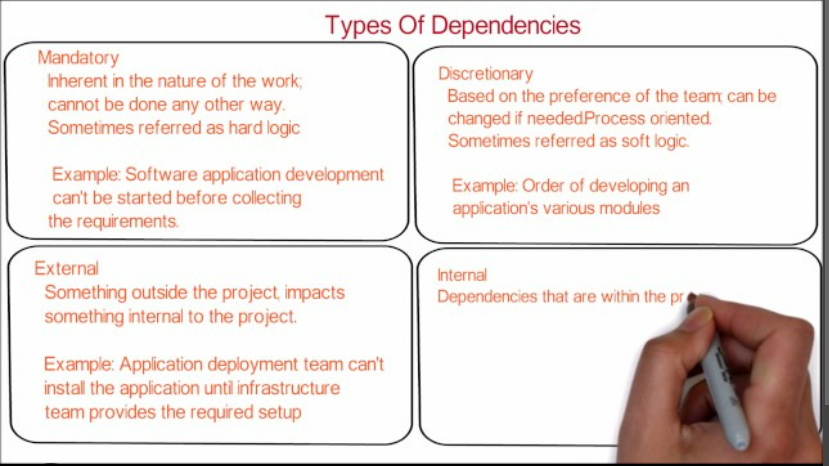 Types Of Dependencies
Mandatory
Inherent in the nature of the work;
cannot be done any other way.
Sometimes referred as hard logic
Example: Software application development
can't be started before collecting
the requirements.
Discretionary
Based on the preference of the team; can be
changed if needed.Process oriented.
Sometimes referred as soft logic.
Example: Order of developing an
application's various modules
External
Something outside the project, impacts
something internal to the project.
Example: Application deployment team can't
install the application until infrastructure
team provides the required setup
Internal
Dependencies that are within the pr